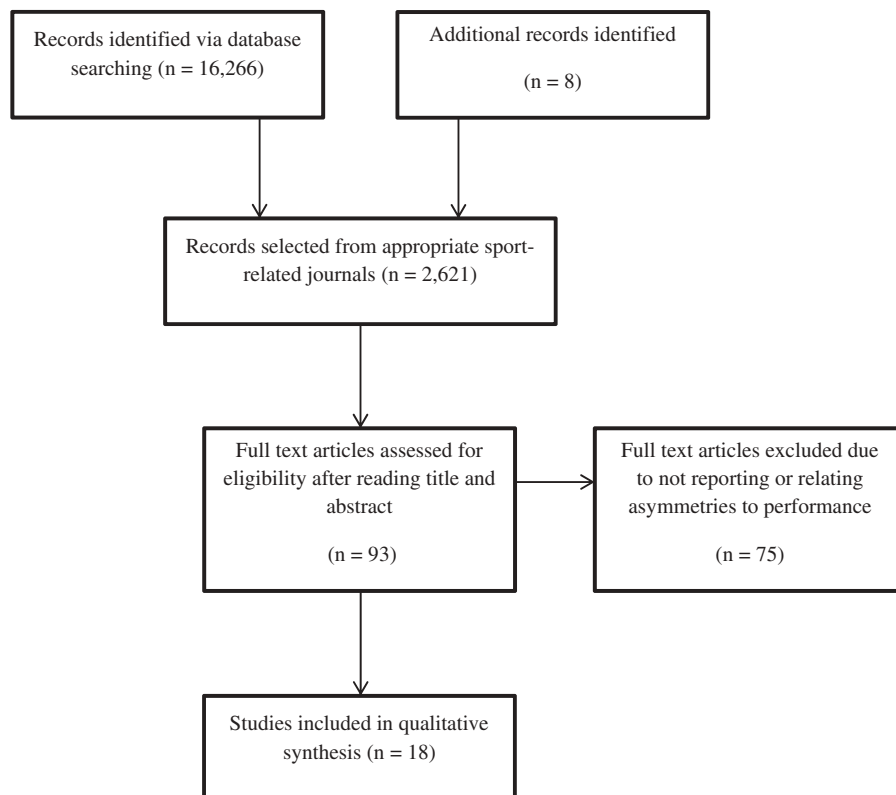 Records identified via database
searching (n = 16,266)
Additional records identified
(n = 8)
Records selected from appropriate sport-
related journals (n = 2,621)
Full text articles assessed for
eligibility after reading title and
abstract
(n = 93)
Full text articles excluded due
to not reporting or relating
asymmetries to performance
(n = 75)
Studies included in qualitative
synthesis (n = 18)